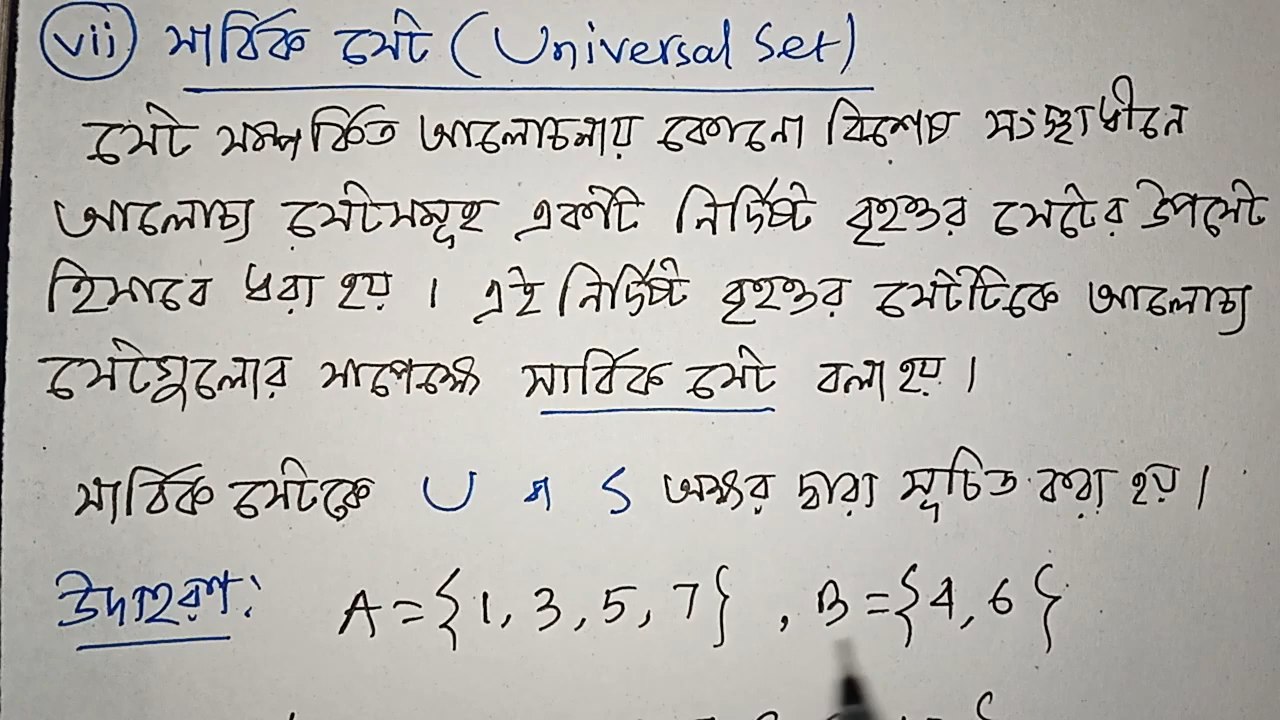 vii সার্বিক সেট (Universal Set)
সেট সম্পর্কিত আলোচনায় কোনো বিশেষ সংজ্ঞাধীনে
আলোচ্য সেটসমূহ একটি নির্দিষ্ট বৃহত্তর সেটের উপসেট
হিসাবে ধরা হয় । এই নির্দিষ্ট বৃহত্তর সেটটিকে আলোচ্য
সেটগুলোর সাপেক্ষে সার্বিক সেট বলা হয় ।
সার্বিক সেটকে U S অক্ষর দ্বারা সূচিত করা হয় ।
উদাহরণ: A = {1, 3, 5, 7} , B = {4, 6}